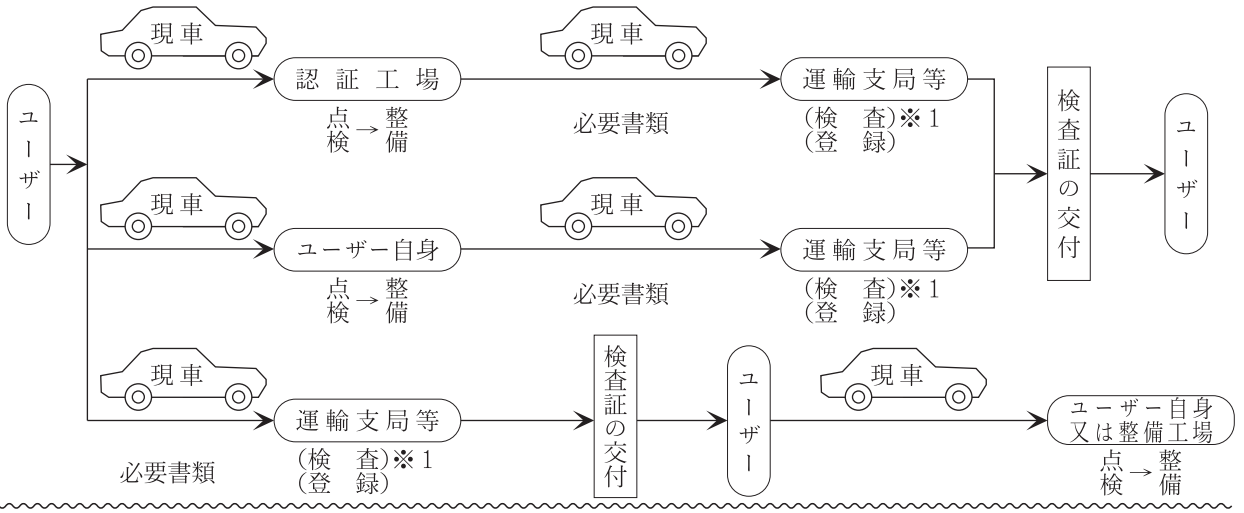 ユーザー
現車
認証工場
点検→整備
現車
必要書類
運輸支局等
(検　査)※1
(登　録)
現車
ユーザー自身
点検→整備
現車
必要書類
運輸支局等
(検　査)※1
(登　録)
検査証の交付
ユーザー
現車
必要書類
運輸支局等
(検　査)※1
(登　録)
検査証の交付
ユーザー
現車
ユーザー自身
又は整備工場
点検→整備